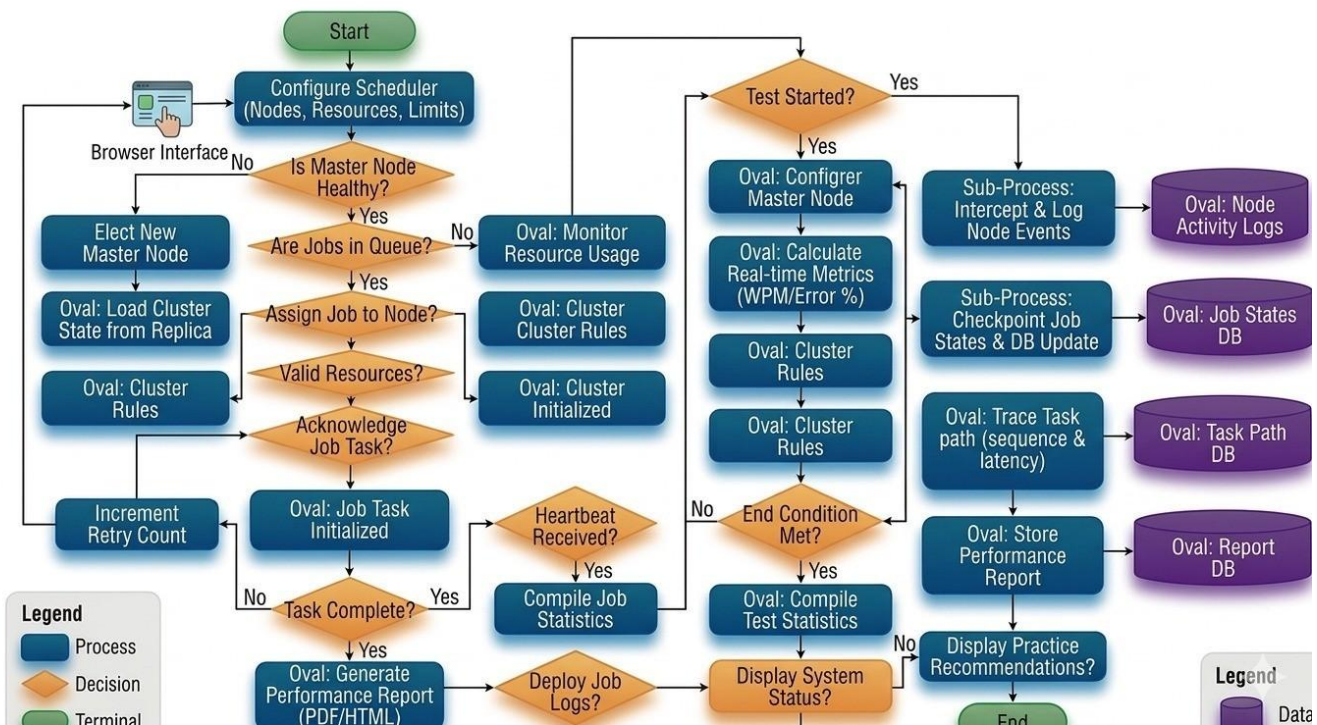 Start
Configure Scheduler
(Nodes, Resources, Limits)
Browser Interface
No
Is Master Node
Healthy?
Yes
Elect New
Master Node
Oval: Load Cluster
State from Replica
Oval: Cluster
Rules
Are Jobs in Queue?
No
Yes
Oval: Monitor
Resource Usage
Assign Job to Node?
Oval: Cluster
Cluster Rules
Valid Resources?
Oval: Cluster
Initialized
Acknowledge
Job Task?
Increment
Retry Count
Oval: Job Task
Initialized
Heartbeat
Received?
Yes
No
Task Complete?
Yes
Compile Job
Statistics
Yes
Oval: Generate
Performance Report
(PDF/HTML)
Deploy Job
Logs?
Test Started?
Yes
Yes
Oval: Configrer
Master Node
Oval: Calculate
Real-time Metrics
(WPM/Error %)
Oval: Cluster
Rules
Oval: Cluster
Rules
No
End Condition
Met?
Yes
Oval: Compile
Test Statistics
Display System
Status?
No
Sub-Process:
Intercept & Log
Node Events
Oval: Node
Activity Logs
Sub-Process:
Checkpoint Job
States & DB Update
Oval: Job States
DB
Oval: Trace Task
path (sequence &
latency)
Oval: Task Path
DB
Oval: Store
Performance
Report
Oval: Report
DB
Display Practice
Recommendations?
End
Legend
Process
Decision
Terminal
Legend
Data